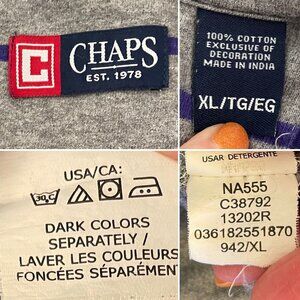 C CHAPS
EST. 1978
100% COTTON
EXCLUSIVE OF
DECORATION
MADE IN INDIA
XL/TG/EG
USA/CA:
30°C
DARK COLORS
SEPARATELY /
LAVER LES COULEURS
FONCÉES SÉPARÉMEN
USAR DETERGENTE
NA555
C38792
13202R
036182551870
942/XL